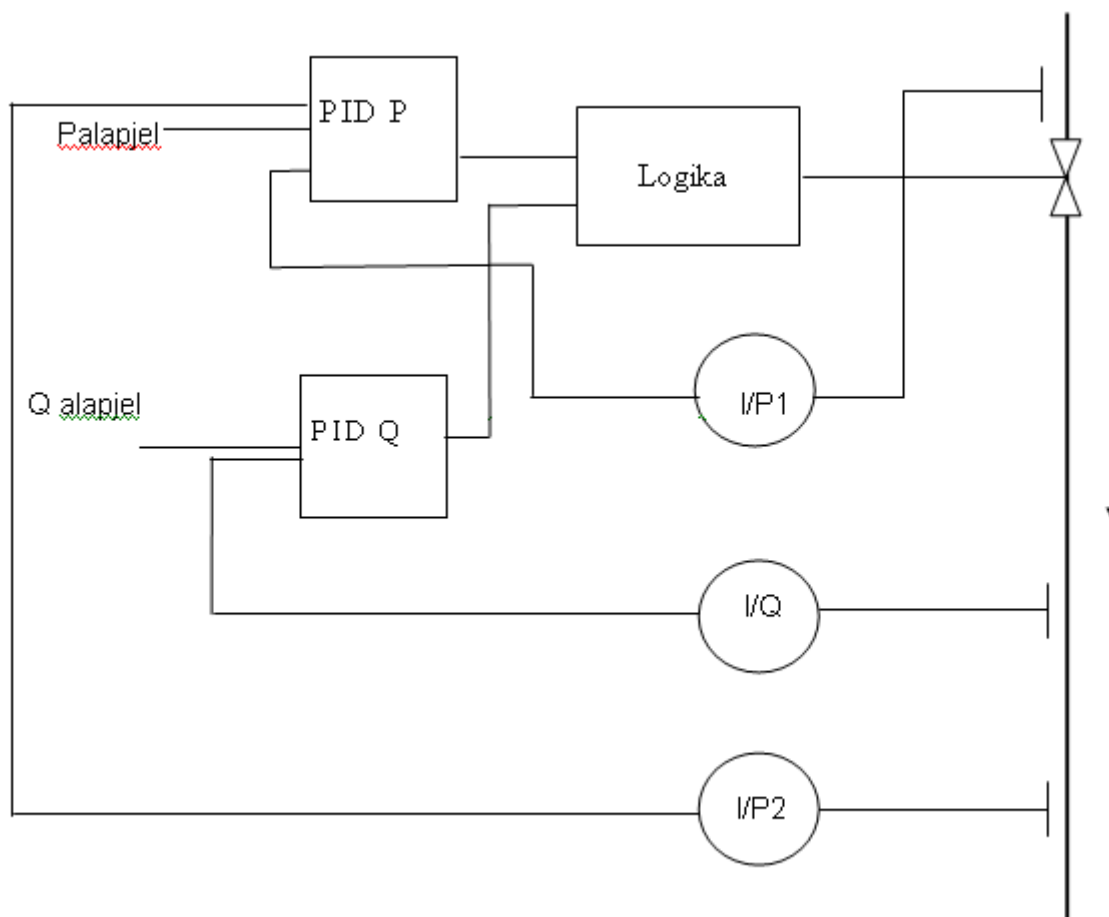 PID P
Palapjel
Logika
I/P1
Q alapjel
PID Q
I/Q
I/P2